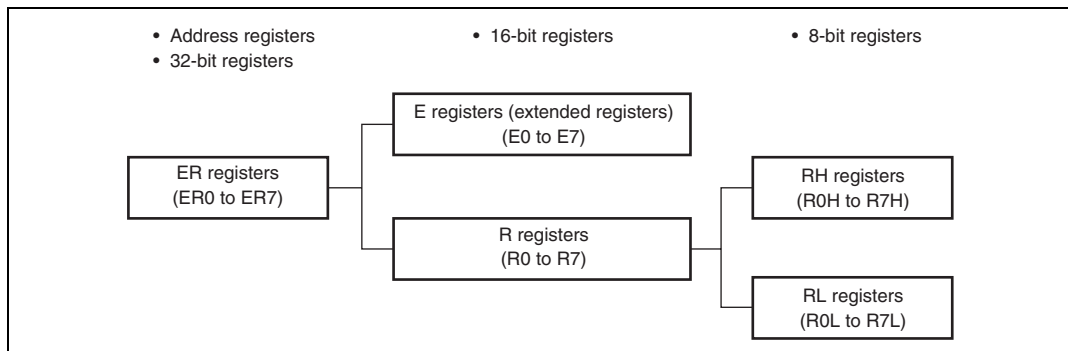 • Address registers
• 32-bit registers
• 16-bit registers
• 8-bit registers
E registers (extended registers)
(E0 to E7)
ER registers
(ER0 to ER7)
RH registers
(R0H to R7H)
R registers
(R0 to R7)
RL registers
(R0L to R7L)